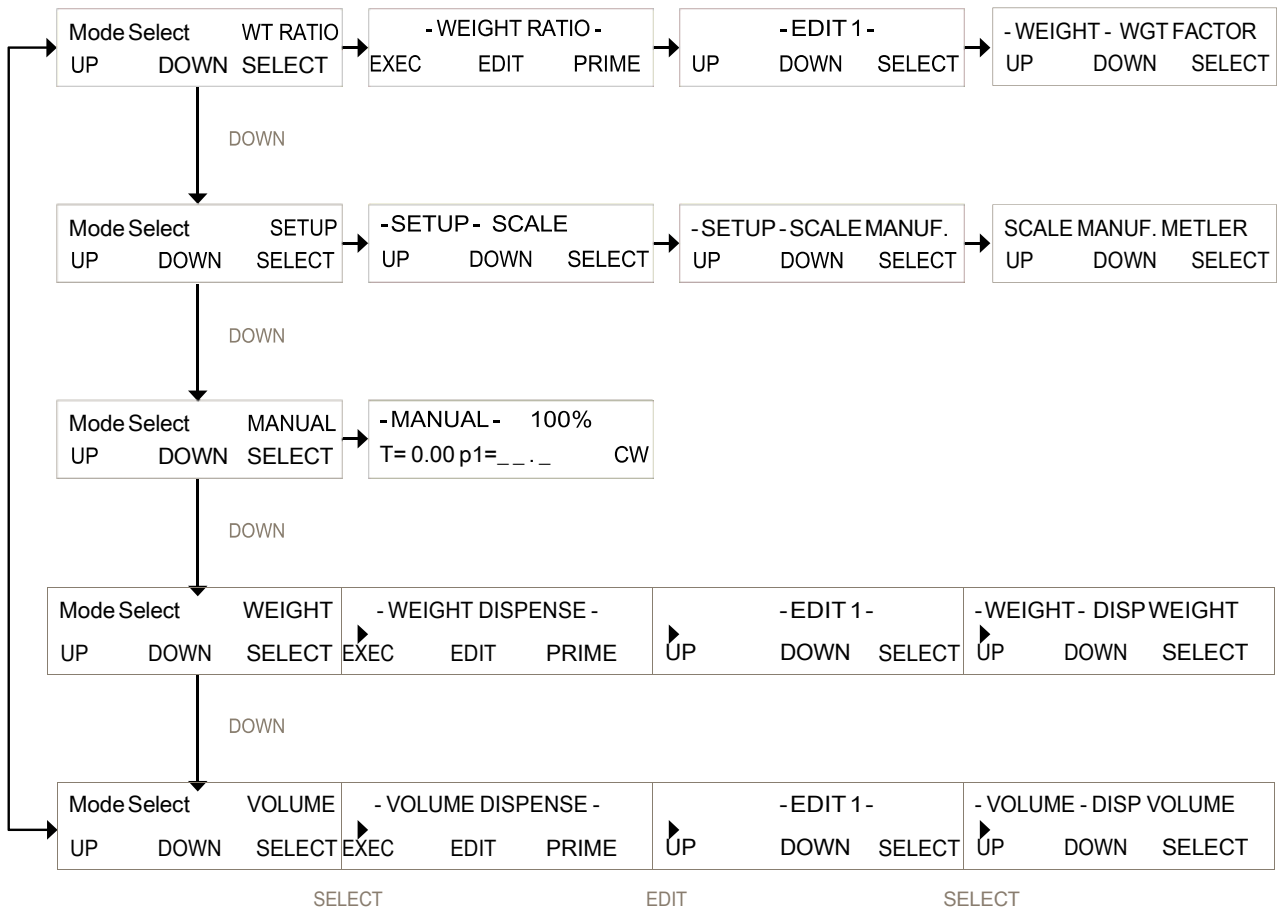 Mode Select WT RATIO
UP DOWN SELECT
-WEIGHT RATIO-
EXEC EDIT PRIME
-EDIT 1-
UP DOWN SELECT
-WEIGHT- WGT FACTOR
UP DOWN SELECT
DOWN
Mode Select SETUP
UP DOWN SELECT
-SETUP- SCALE
UP DOWN SELECT
-SETUP-SCALE MANUF.
UP DOWN SELECT
SCALE MANUF. METLER
UP DOWN SELECT
DOWN
Mode Select MANUAL
UP DOWN SELECT
-MANUAL- 100%
T= 0.00 p1=_ _ . _ CW
DOWN
Mode Select WEIGHT
UP DOWN SELECT
-WEIGHT DISPENSE-
EXEC EDIT PRIME
-EDIT 1-
UP DOWN SELECT
-WEIGHT- DISP WEIGHT
UP DOWN SELECT
DOWN
Mode Select VOLUME
UP DOWN SELECT
-VOLUME DISPENSE-
EXEC EDIT PRIME
-EDIT 1-
UP DOWN SELECT
-VOLUME-DISP VOLUME
UP DOWN SELECT
SELECT EDIT SELECT